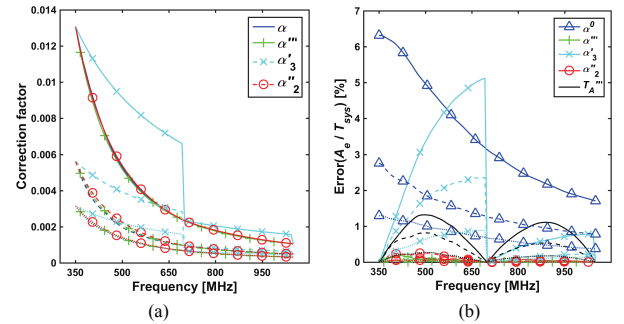 0.014
0.012
0.01
0.008
0.006
0.004
0.002
0
350 500 650 800 950
Correction factor
Frequency [MHz]
α
α'''
α'₃
α''₂
(a)
7
6
5
4
3
2
1
0
350 500 650 800 950
Error(Aₑ / Tₛᵧₛ) [%]
Frequency [MHz]
α⁰
α'''
α'₃
α''₂
T_A'''
(b)